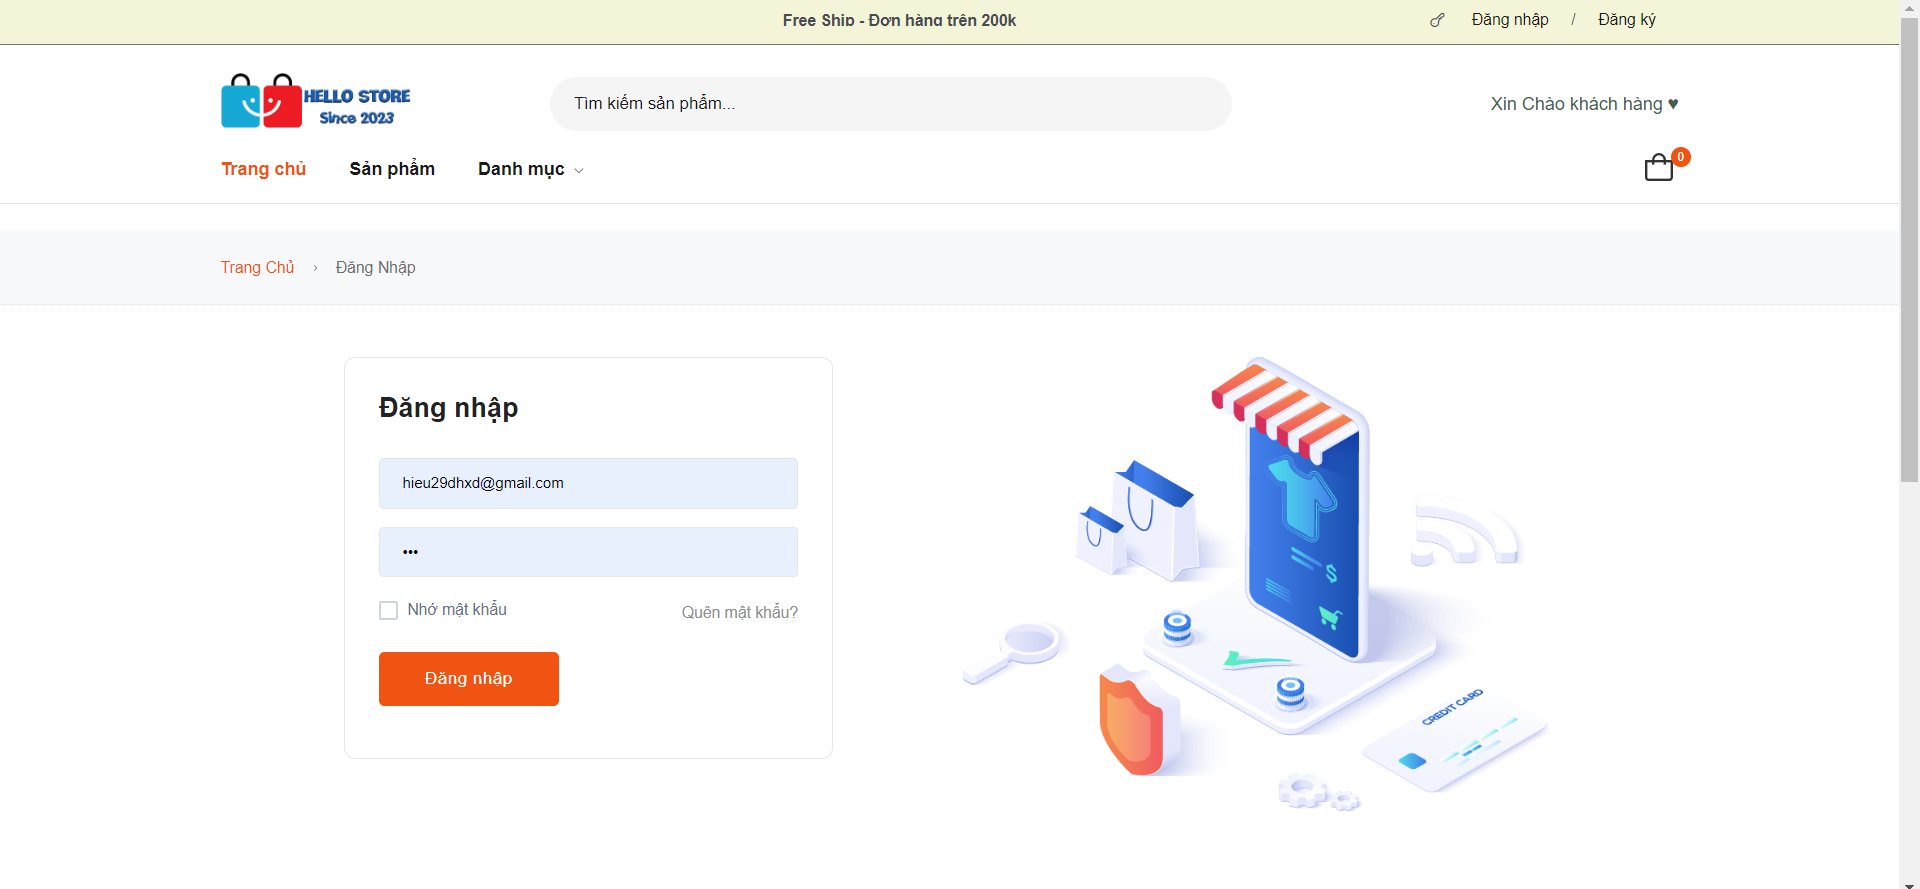 Free Ship - Đơn hàng trên 200k
Đăng nhập / Đăng ký
HELLO STORE
Since 2023
Tìm kiếm sản phẩm...
Xin Chào khách hàng ♥
Trang chủ Sản phẩm Danh mục
0
Trang Chủ › Đăng Nhập
Đăng nhập
hieu29dhxd@gmail.com
•••
Nhớ mật khẩu Quên mật khẩu?
Đăng nhập
$
CREDIT CARD